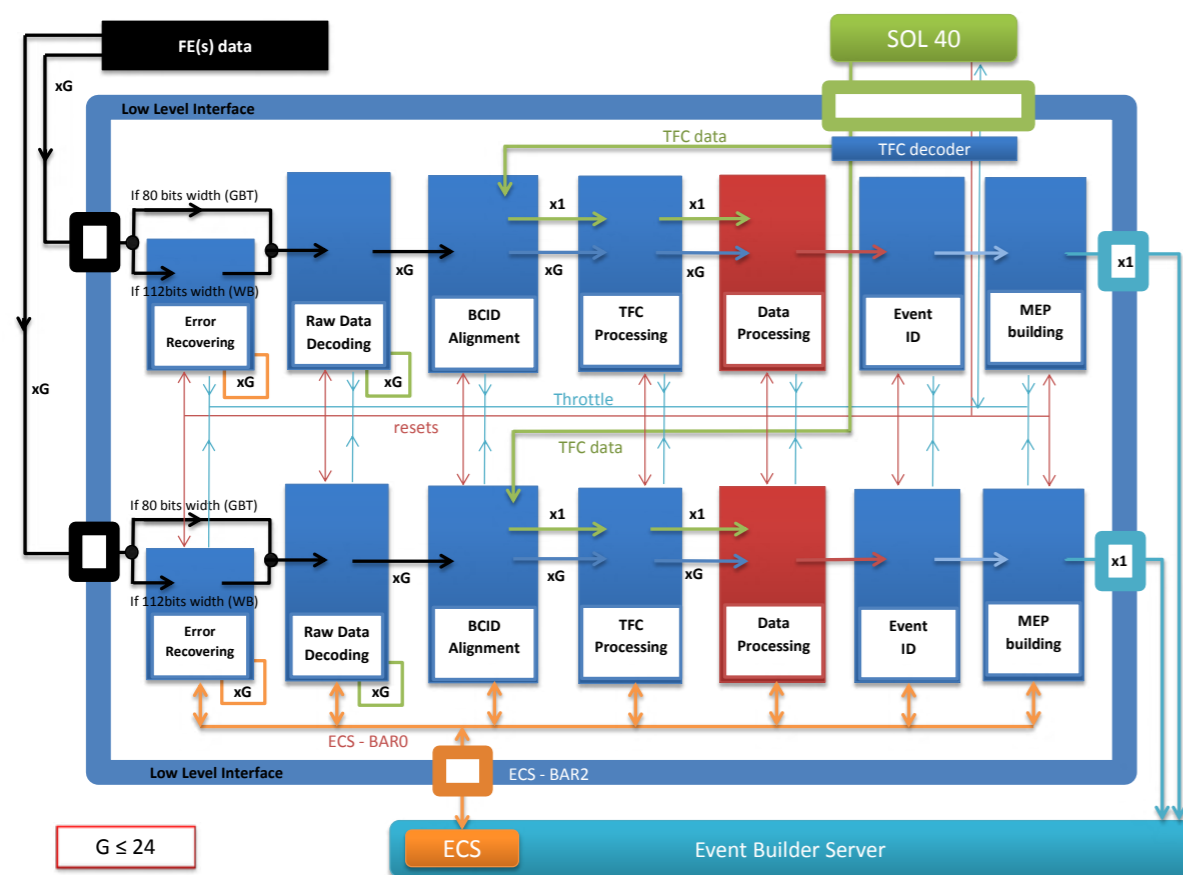 FE(s) data
SOL 40
xG
Low Level Interface
TFC data
TFC decoder
If 80 bits width (GBT)
x1
x1
xG
xG
xG
x1
If 112bits width (WB)
Error
Recovering
Raw Data
Decoding
BCID
Alignment
TFC
Processing
Data
Processing
Event
ID
MEP
building
xG
xG
xG
Throttle
resets
TFC data
If 80 bits width (GBT)
x1
x1
xG
xG
xG
x1
If 112bits width (WB)
Error
Recovering
Raw Data
Decoding
BCID
Alignment
TFC
Processing
Data
Processing
Event
ID
MEP
building
xG
xG
ECS - BAR0
Low Level Interface
ECS - BAR2
G ≤ 24
ECS
Event Builder Server